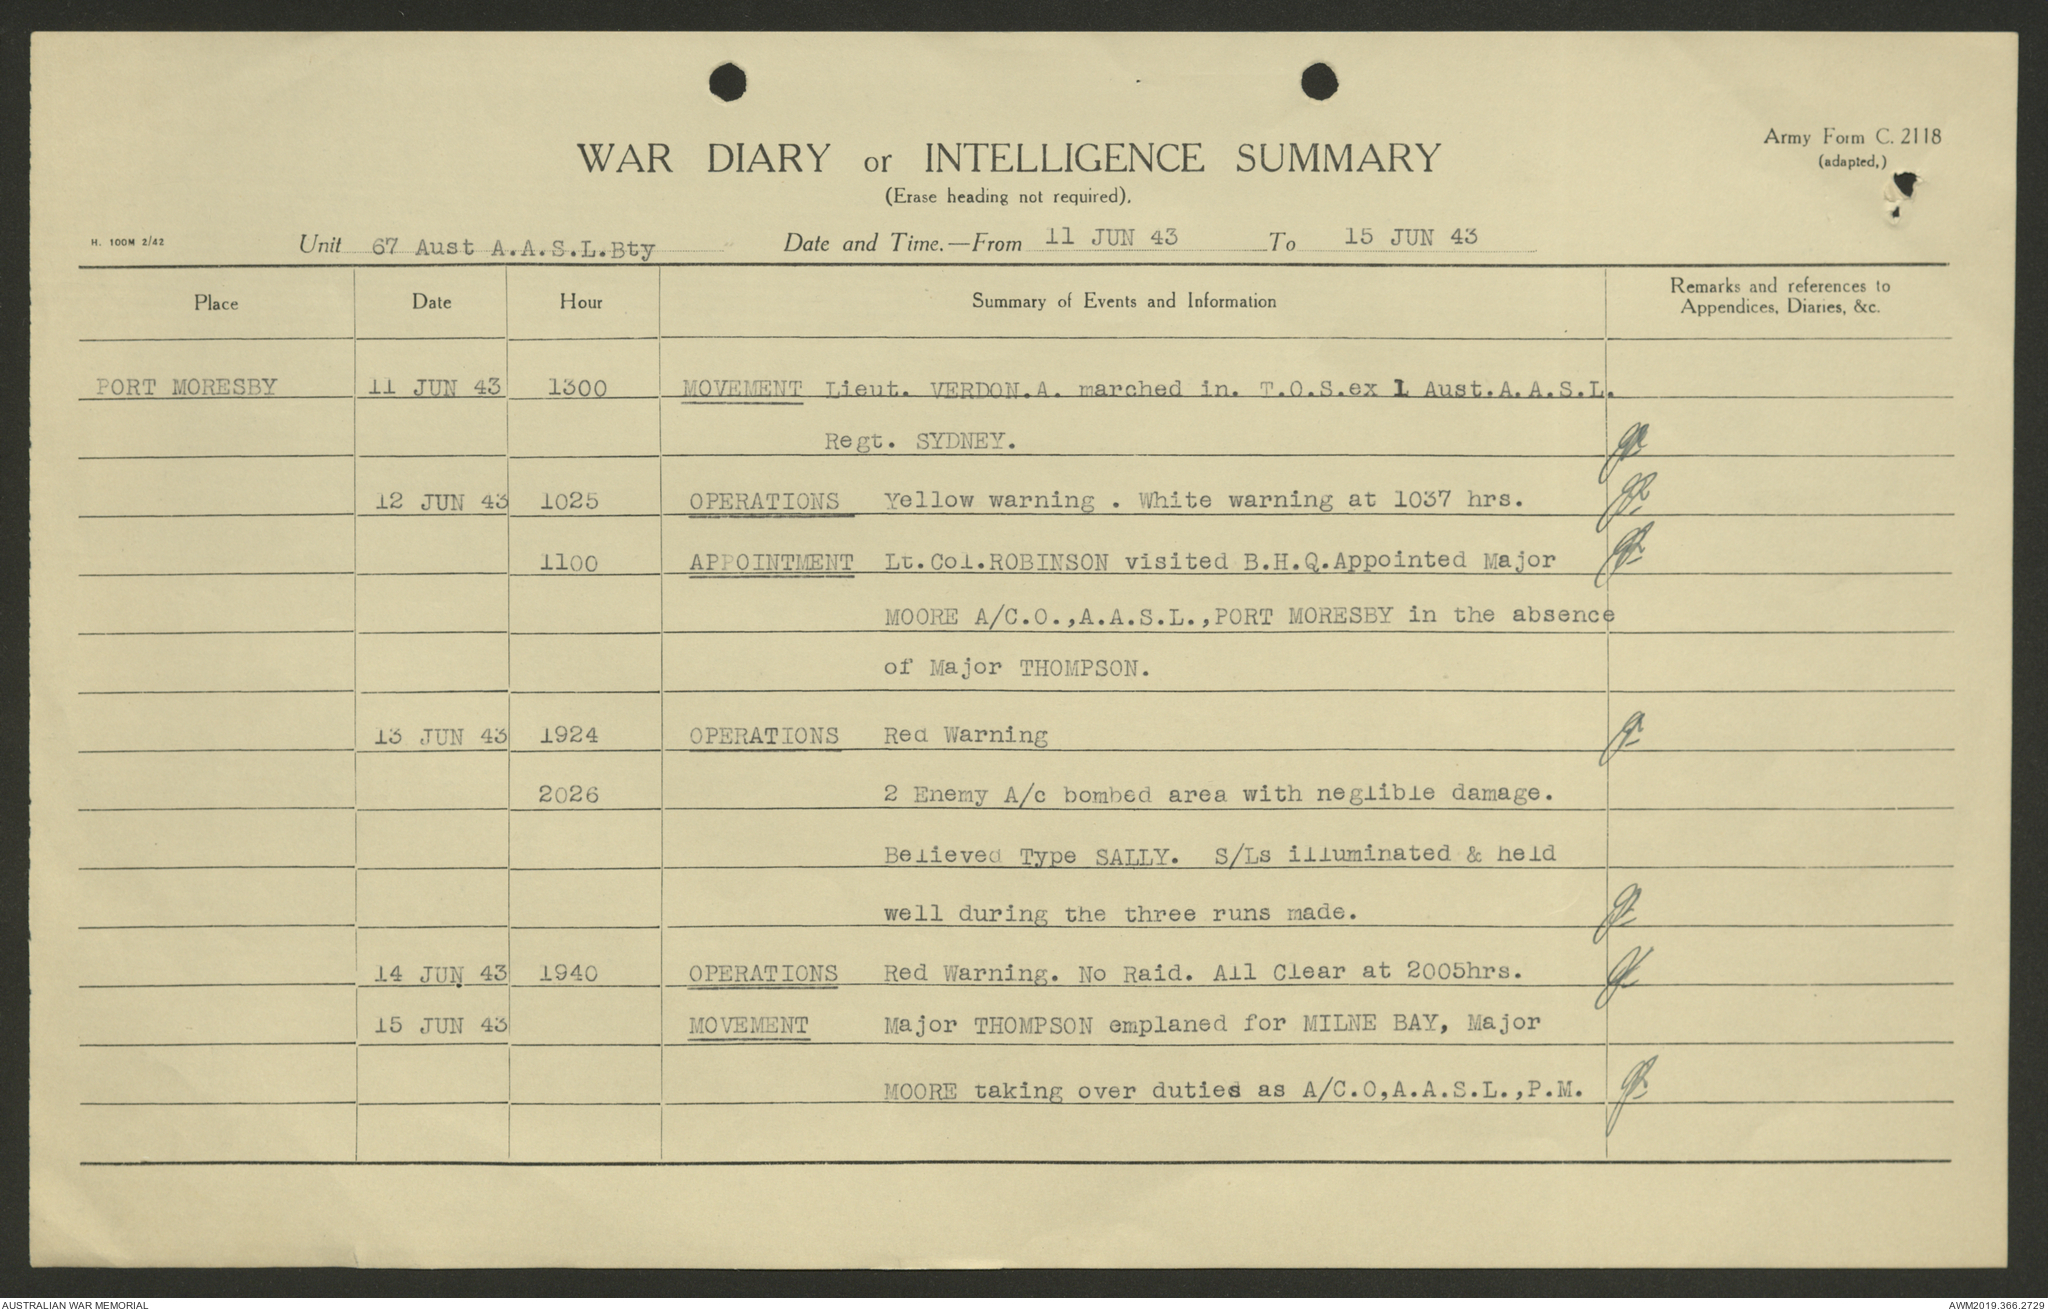 Army Form C. 2118
(adapted.)
WAR DIARY or INTELLIGENCE SUMMARY
(Erase heading not required).
H. 100M 2/42
Unit 67 Aust A.A.S.L.Bty Date and Time.—From 11 JUN 43 To 15 JUN 43
Place Date Hour Summary of Events and Information Remarks and references to
Appendices, Diaries, &c.
PORT MORESBY 11 JUN 43 1300 MOVEMENT Lieut. VERDON.A. marched in. T.O.S.ex 1 Aust.A.A.S.L.
Regt. SYDNEY.
12 JUN 43 1025 OPERATIONS Yellow warning . White warning at 1037 hrs.
1100 APPOINTMENT Lt.Col.ROBINSON visited B.H.Q.Appointed Major
MOORE A/C.O.,A.A.S.L.,PORT MORESBY in the absence
of Major THOMPSON.
13 JUN 43 1924 OPERATIONS Red Warning
2026 2 Enemy A/c bombed area with neglible damage.
Believed Type SALLY. S/Ls illuminated & held
well during the three runs made.
14 JUN 43 1940 OPERATIONS Red Warning. No Raid. All Clear at 2005hrs.
15 JUN 43 MOVEMENT Major THOMPSON emplaned for MILNE BAY, Major
MOORE taking over duties as A/C.O,A.A.S.L.,P.M.
AUSTRALIAN WAR MEMORIAL AWM2019.366.2729